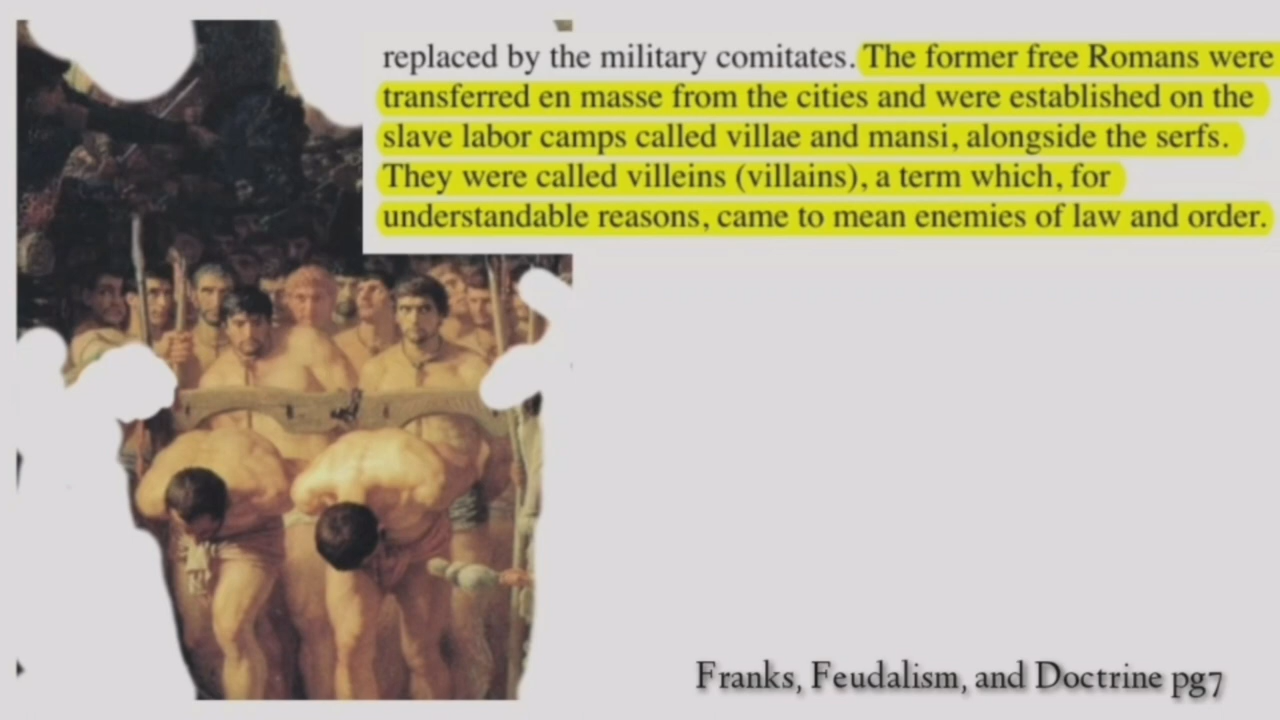 replaced by the military comitates. The former free Romans were
transferred en masse from the cities and were established on the
slave labor camps called villae and mansi, alongside the serfs.
They were called villeins (villains), a term which, for
understandable reasons, came to mean enemies of law and order.
Franks, Feudalism, and Doctrine pg7